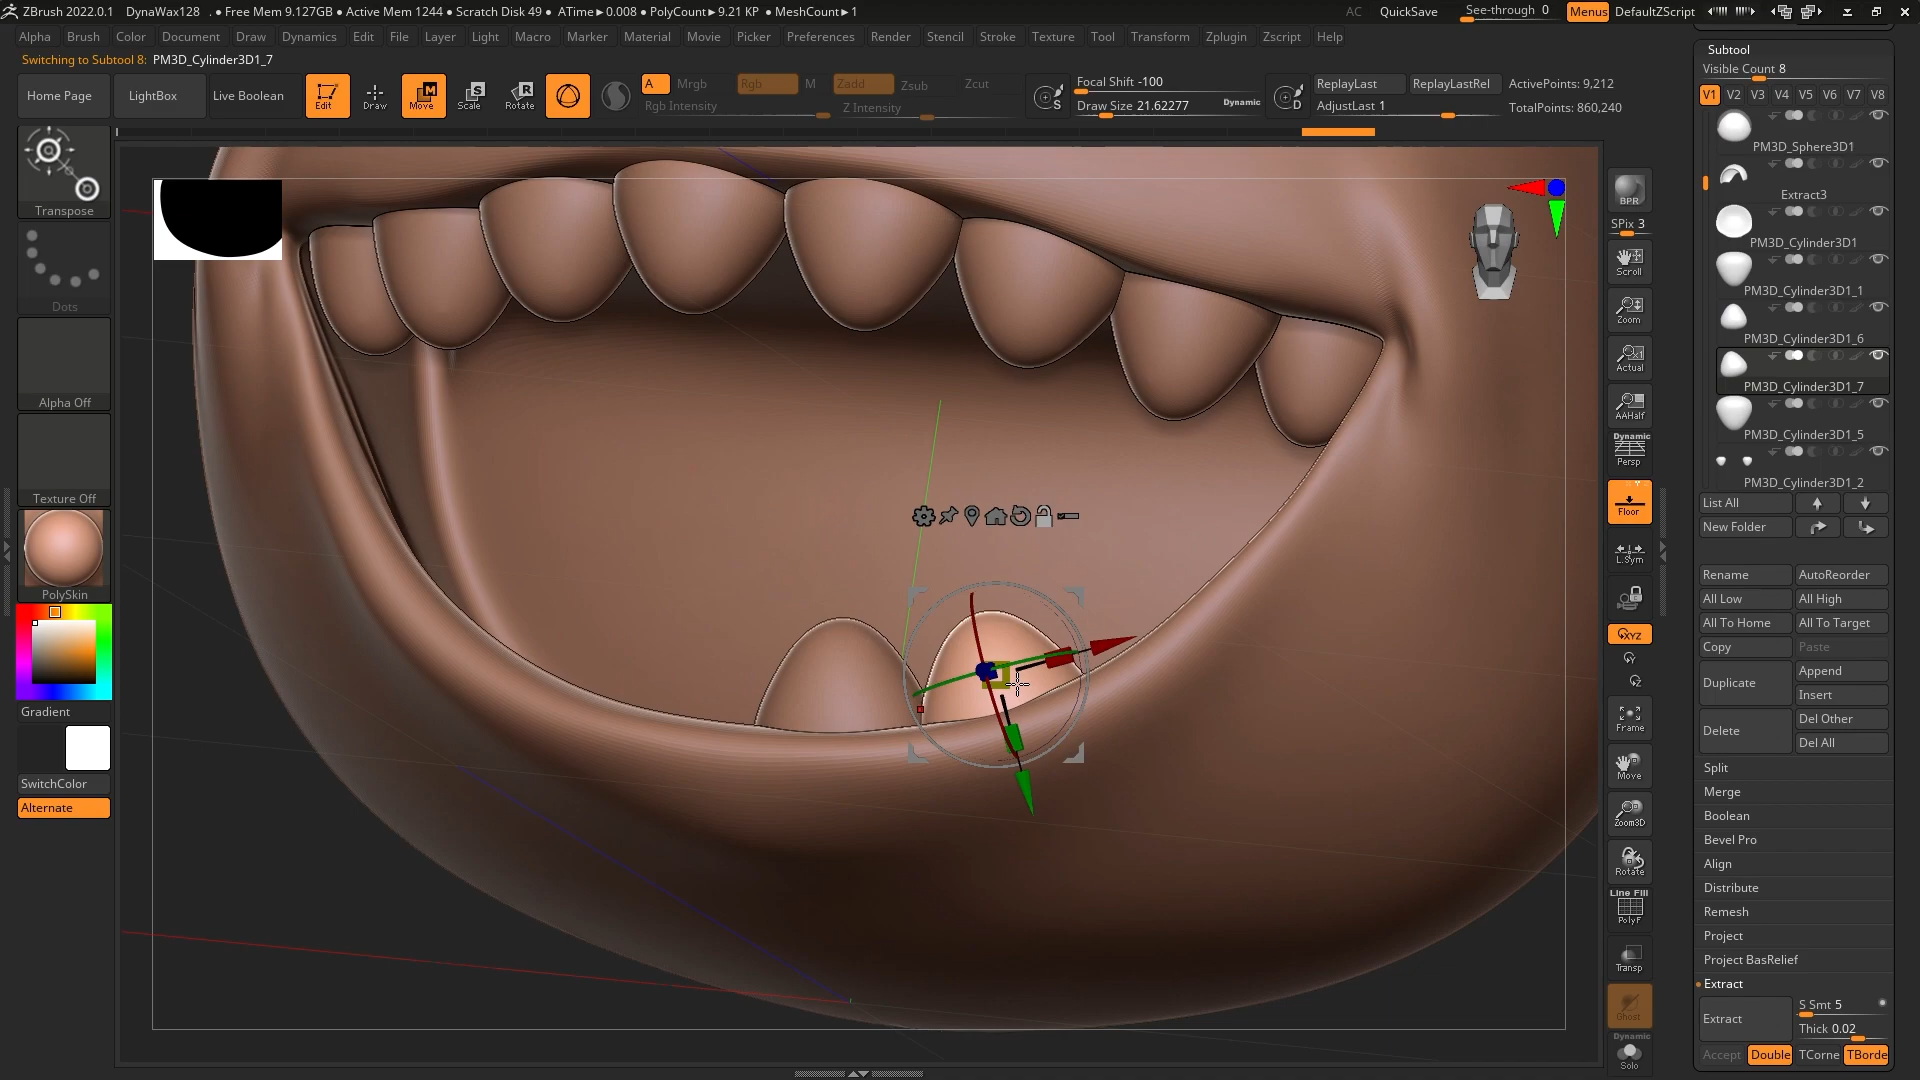 ZBrush 2022.0.1 DynaWax128 . ● Free Mem 9.127GB ● Active Mem 1244 ● Scratch Disk 49 ● ATime►0.008 ● PolyCount►9.21 KP ● MeshCount►1 AC QuickSave See-through 0 Menus DefaultZScript
Alpha Brush Color Document Draw Dynamics Edit File Layer Light Macro Marker Material Movie Picker Preferences Render Stencil Stroke Texture Tool Transform Zplugin Zscript Help
Switching to Subtool 8: PM3D_Cylinder3D1_7
Home Page LightBox Live Boolean Edit Draw Move Scale Rotate
A Mrgb Rgb M Zadd Zsub Zcut
Rgb Intensity Z Intensity
Focal Shift -100
Draw Size 21.62277 Dynamic
ReplayLast ReplayLastRel
AdjustLast 1
ActivePoints: 9,212
TotalPoints: 860,240
Transpose
Dots
Alpha Off
Texture Off
PolySkin
Gradient
SwitchColor
Alternate
BPR
SPix 3
Scroll
Zoom
Actual
AAHalf
Dynamic
Persp
Floor
L.Sym
XYZ
Y
Z
Frame
Move
Zoom3D
Rotate
Line Fill
PolyF
Transp
Ghost
Dynamic
Solo
Subtool
Visible Count 8
V1 V2 V3 V4 V5 V6 V7 V8
PM3D_Sphere3D1
Extract3
PM3D_Cylinder3D1
PM3D_Cylinder3D1_1
PM3D_Cylinder3D1_6
PM3D_Cylinder3D1_7
PM3D_Cylinder3D1_5
PM3D_Cylinder3D1_2
List All
New Folder
Rename AutoReorder
All Low All High
All To Home All To Target
Copy Paste
Duplicate Append
Insert
Delete Del Other
Del All
Split
Merge
Boolean
Bevel Pro
Align
Distribute
Remesh
Project
Project BasRelief
Extract
Extract S Smt 5
Thick 0.02
Accept Double TCorne TBorde